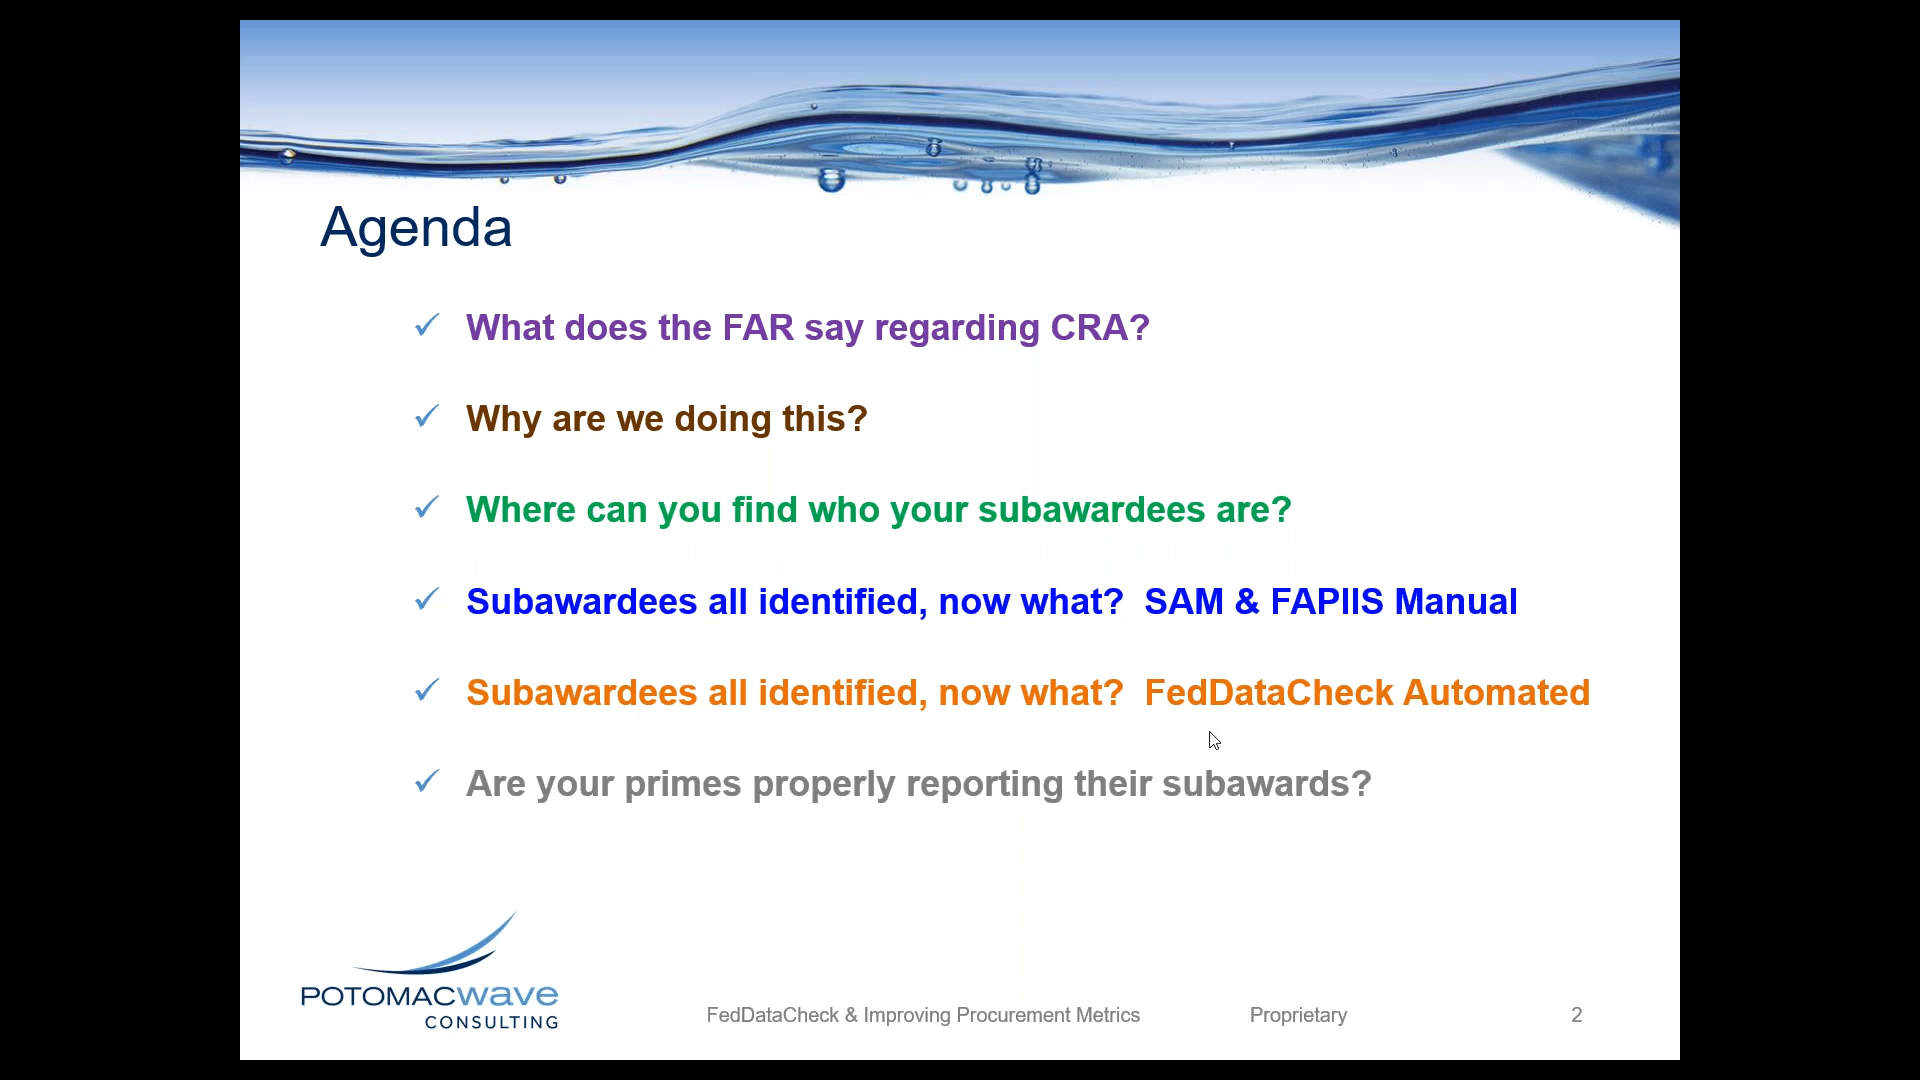 Agenda
What does the FAR say regarding CRA?
Why are we doing this?
Where can you find who your subawardees are?
Subawardees all identified, now what?  SAM & FAPIIS Manual
Subawardees all identified, now what?  FedDataCheck Automated
Are your primes properly reporting their subawards?
POTOMACwave
CONSULTING
FedDataCheck & Improving Procurement Metrics
Proprietary
2